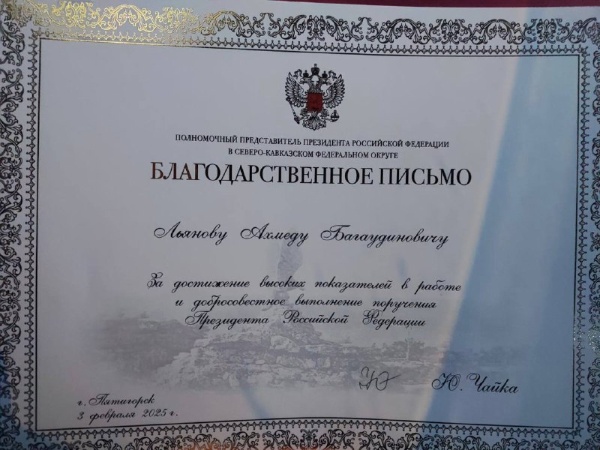 ПОЛНОМОЧНЫЙ ПРЕДСТАВИТЕЛЬ ПРЕЗИДЕНТА РОССИЙСКОЙ ФЕДЕРАЦИИ
В СЕВЕРО-КАВКАЗСКОМ ФЕДЕРАЛЬНОМ ОКРУГЕ
БЛАГОДАРСТВЕННОЕ ПИСЬМО
Льянову Ахмеду Багаудиновичу
За достижение высоких показателей в работе
и добросовестное выполнение поручения
Президента Российской Федерации
Ю. Чайка
г. Пятигорск
3 февраля 2025 г.